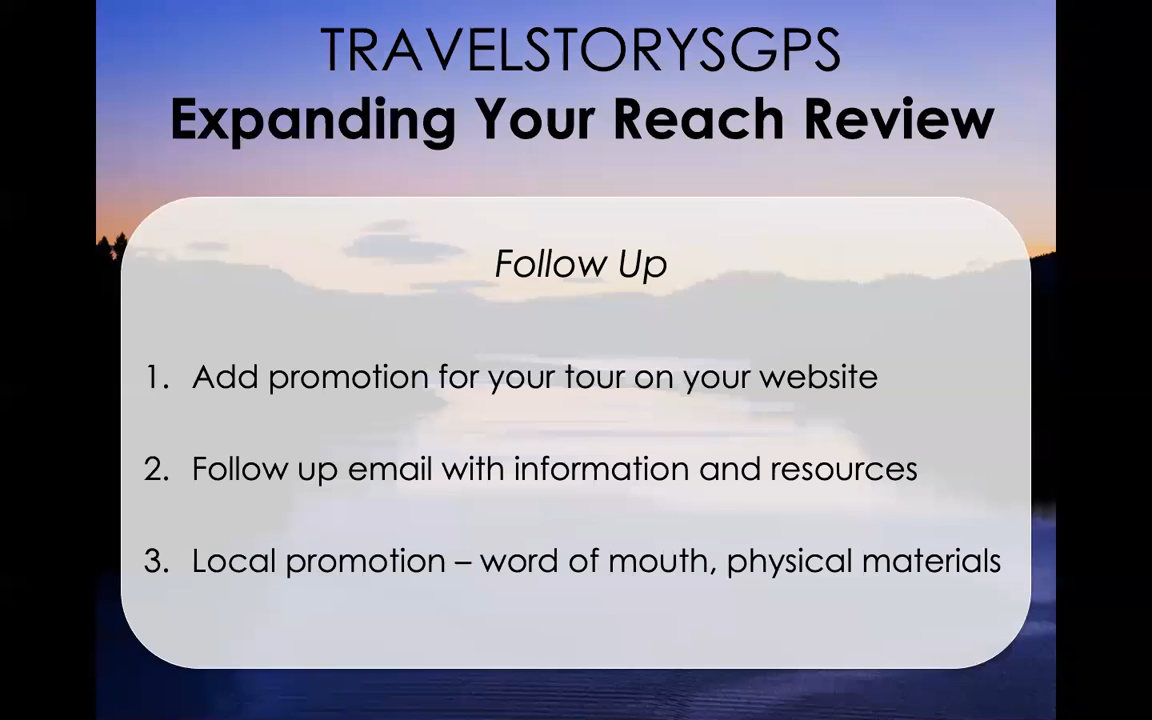 TRAVELSTORYSGPS
Expanding Your Reach Review
Follow Up
1. Add promotion for your tour on your website
2. Follow up email with information and resources
3. Local promotion – word of mouth, physical materials